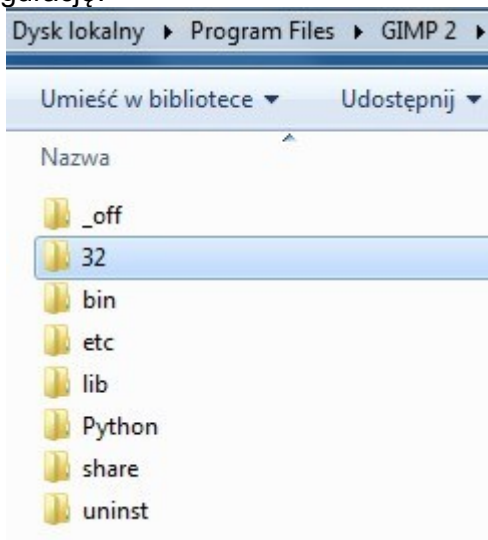 Dysk lokalny ▸ Program Files ▸ GIMP 2 ▸
Umieść w bibliotece ▾ Udostępnij ▾
Nazwa
_off
32
bin
etc
lib
Python
share
uninst